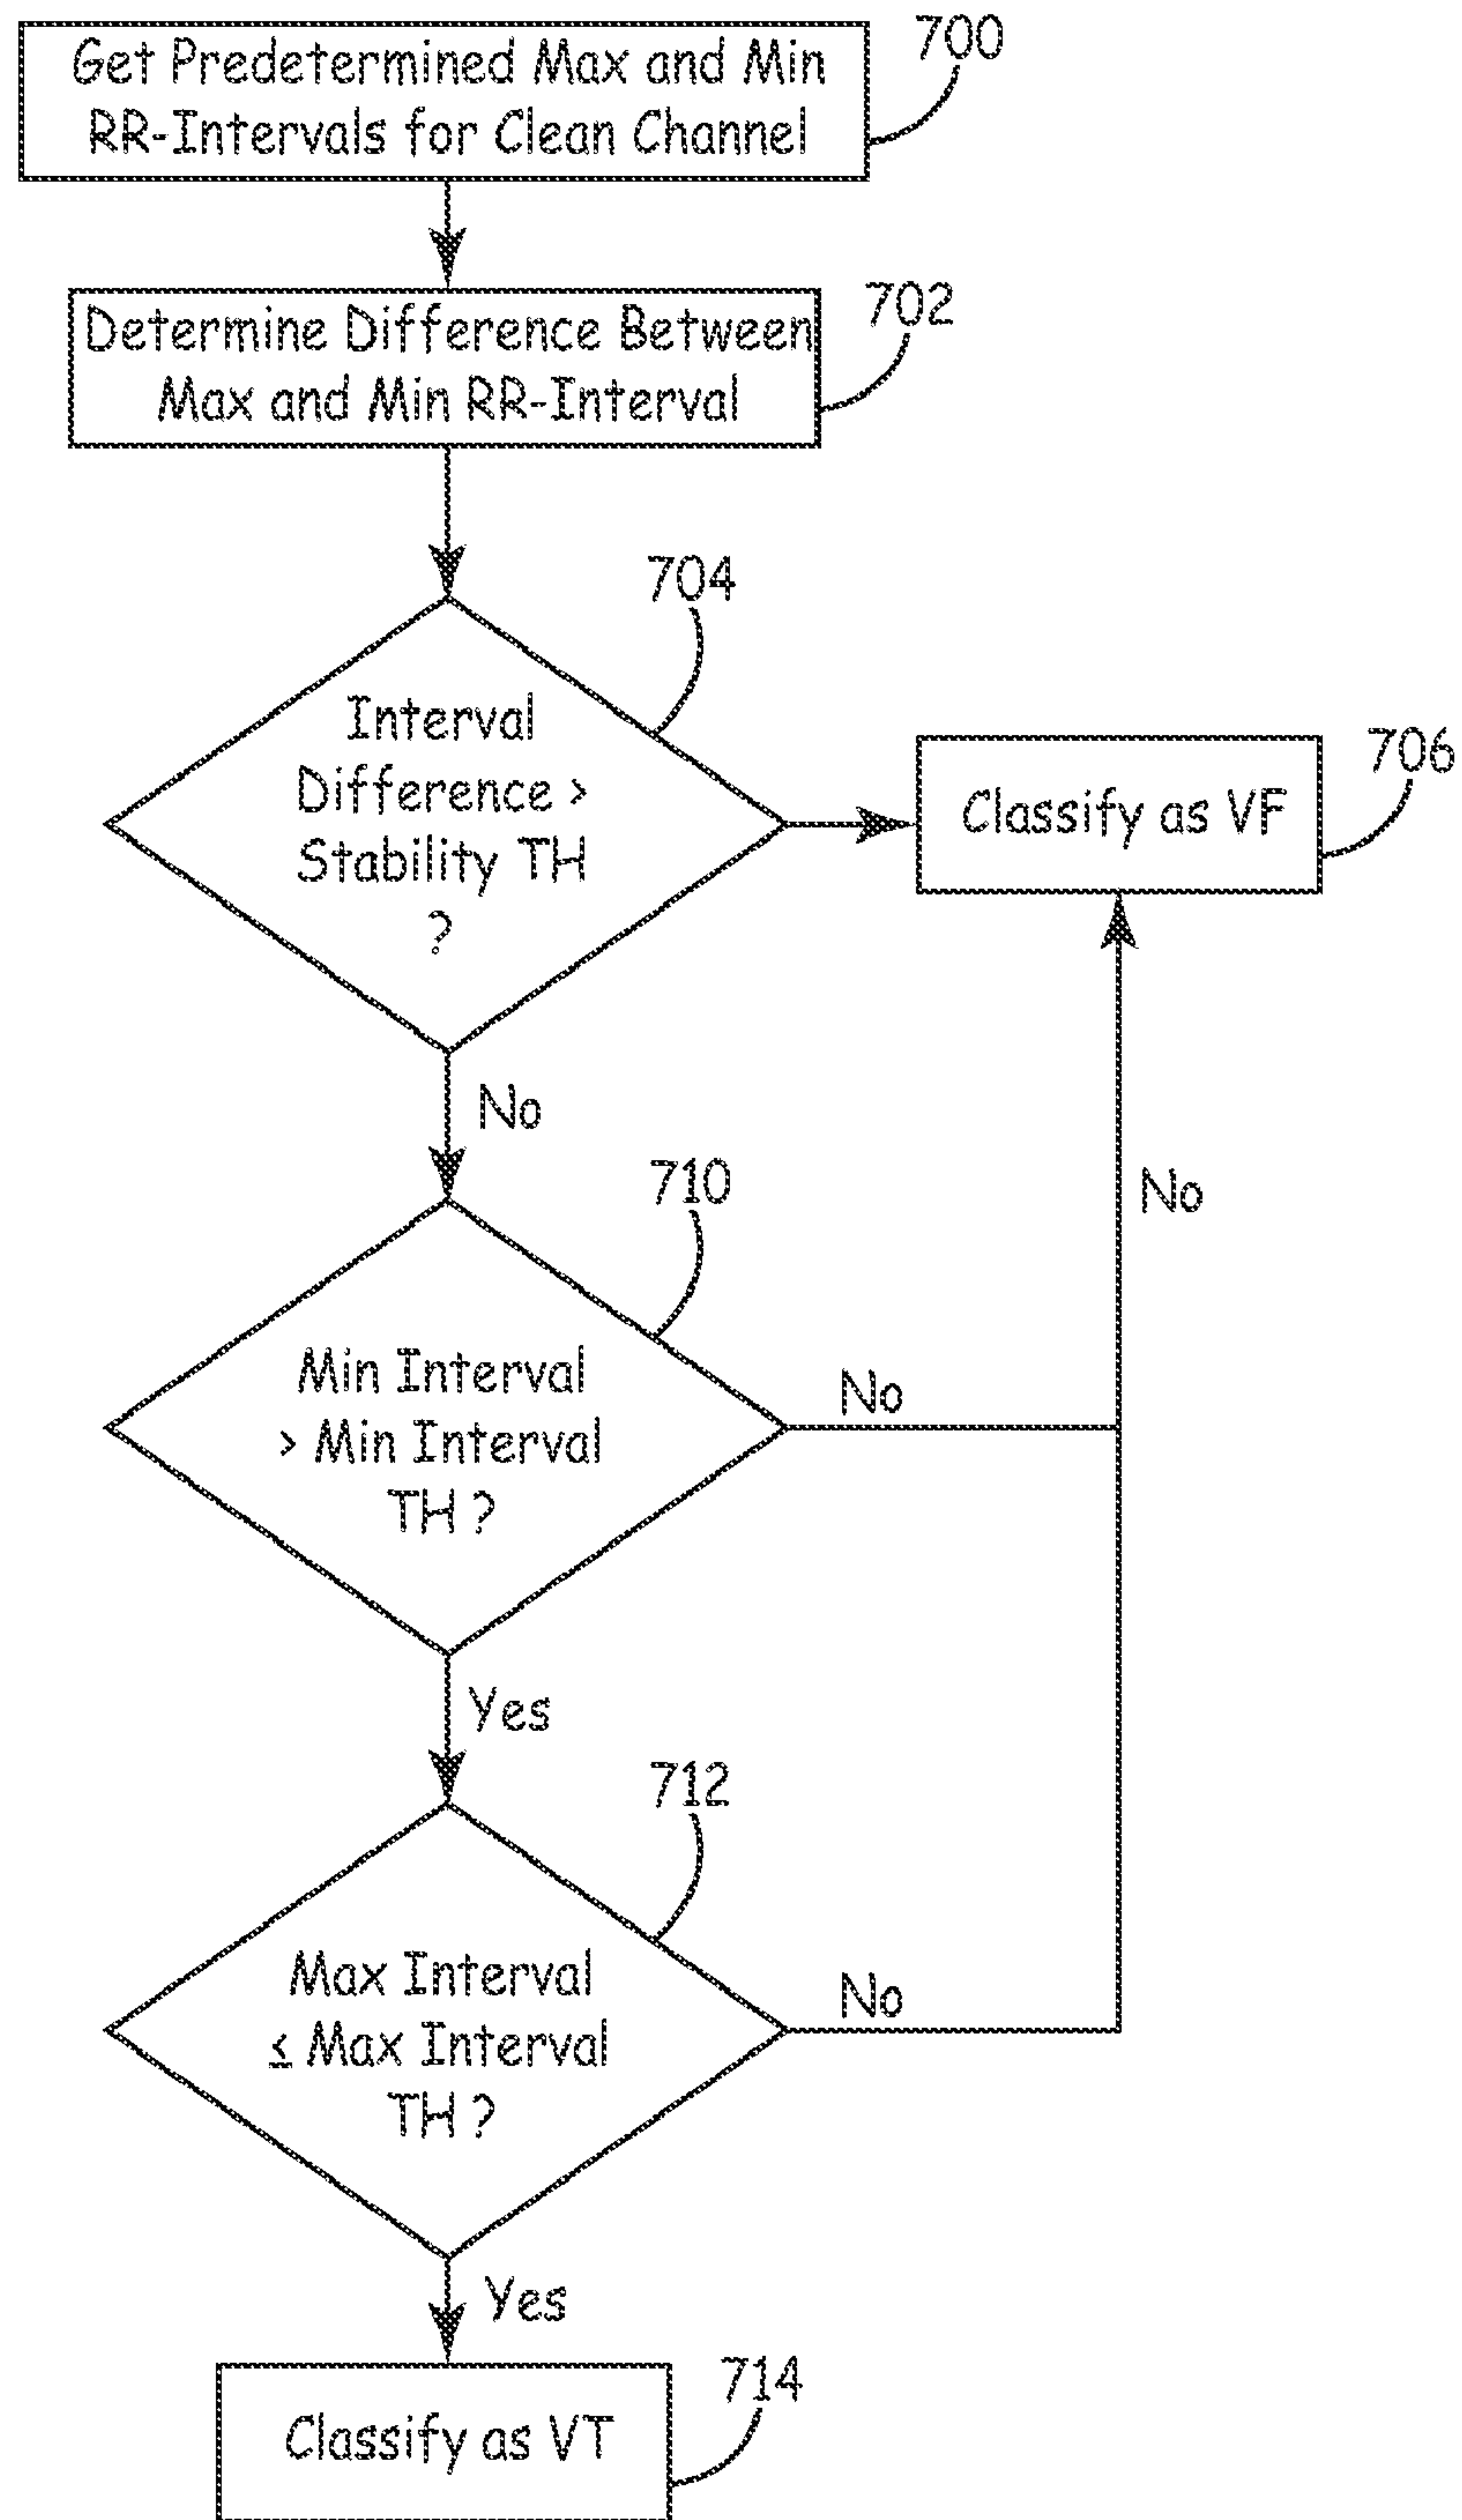 Get Predetermined Max and Min
RR-Intervals for Clean Channel
700
Determine Difference Between
Max and Min RR-Interval
702
704
Interval
Difference >
Stability TH
?
Classify as VF
706
No
710
Min Interval
> Min Interval
TH ?
No
No
Yes
712
Max Interval
≤ Max Interval
TH ?
No
Yes
714
Classify as VT